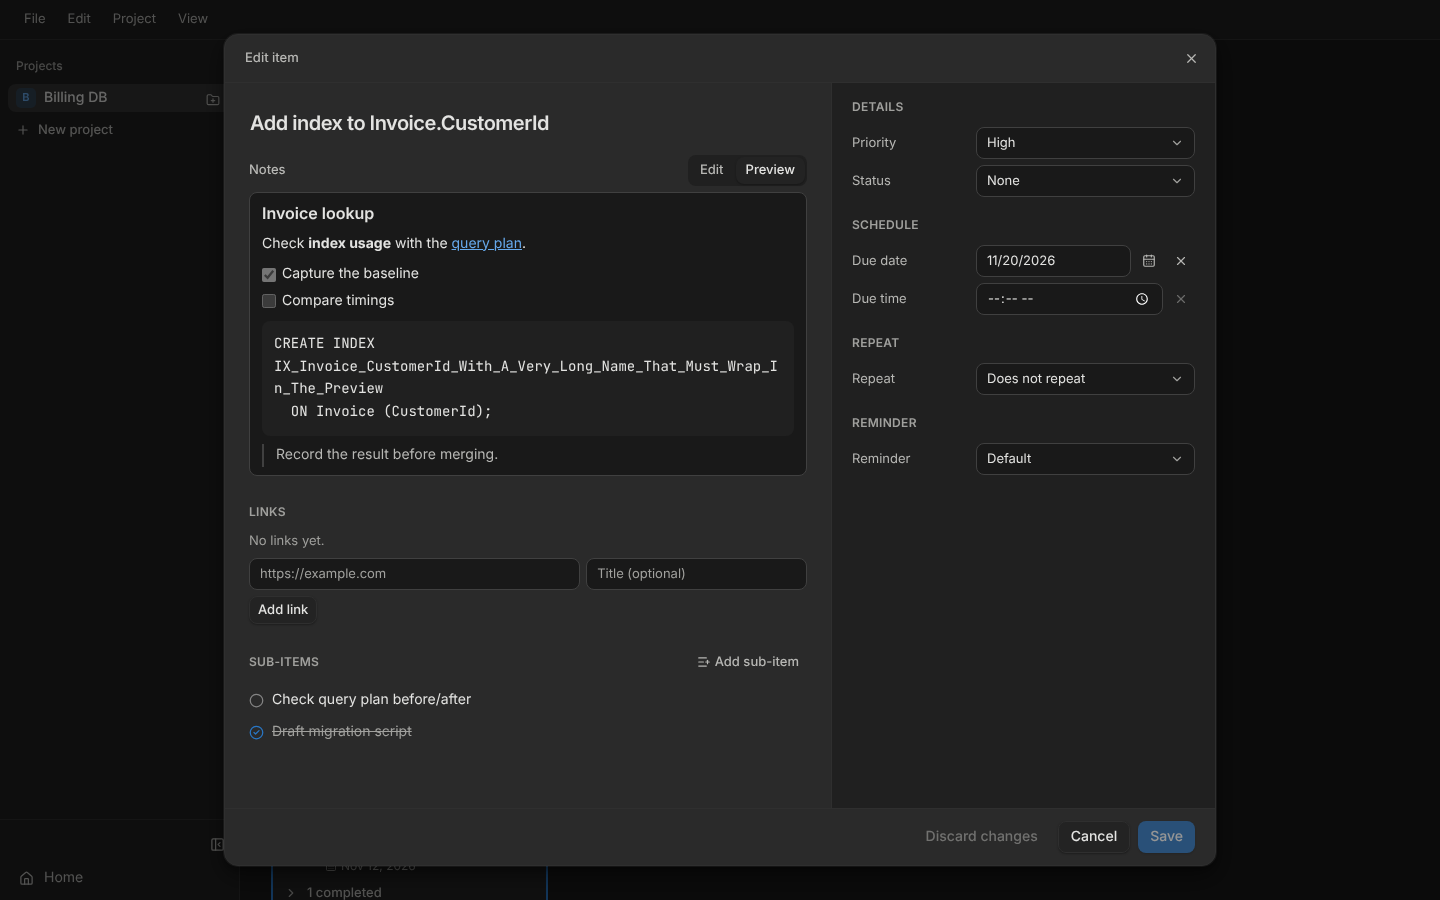 File Edit Project View
Projects
B Billing DB
New project
Home
Edit item
Add index to Invoice.CustomerId
Notes
Edit Preview
Invoice lookup
Check index usage with the query plan.
Capture the baseline
Compare timings
CREATE INDEX
IX_Invoice_CustomerId_With_A_Very_Long_Name_That_Must_Wrap_I
n_The_Preview
ON Invoice (CustomerId);
Record the result before merging.
LINKS
No links yet.
https://example.com Title (optional)
Add link
SUB-ITEMS Add sub-item
Check query plan before/after
Draft migration script
DETAILS
Priority High
Status None
SCHEDULE
Due date 11/20/2026
Due time --:-- --
REPEAT
Repeat Does not repeat
REMINDER
Reminder Default
Discard changes Cancel Save
Nov 12, 2026
1 completed